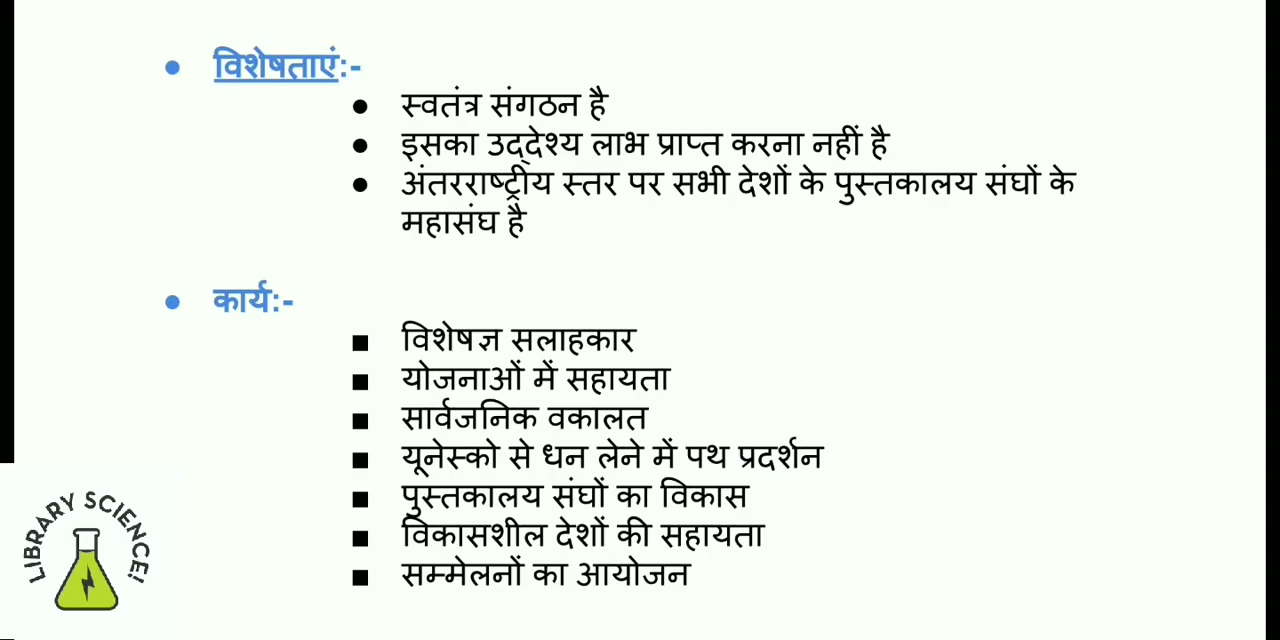 ● विशेषताएं:-
● स्वतंत्र संगठन है
● इसका उद्देश्य लाभ प्राप्त करना नहीं है
● अंतरराष्ट्रीय स्तर पर सभी देशों के पुस्तकालय संघों के
महासंघ है
● कार्य:-
■ विशेषज्ञ सलाहकार
■ योजनाओं में सहायता
■ सार्वजनिक वकालत
■ यूनेस्को से धन लेने में पथ प्रदर्शन
■ पुस्तकालय संघों का विकास
■ विकासशील देशों की सहायता
■ सम्मेलनों का आयोजन
LIBRARY SCIENCE!